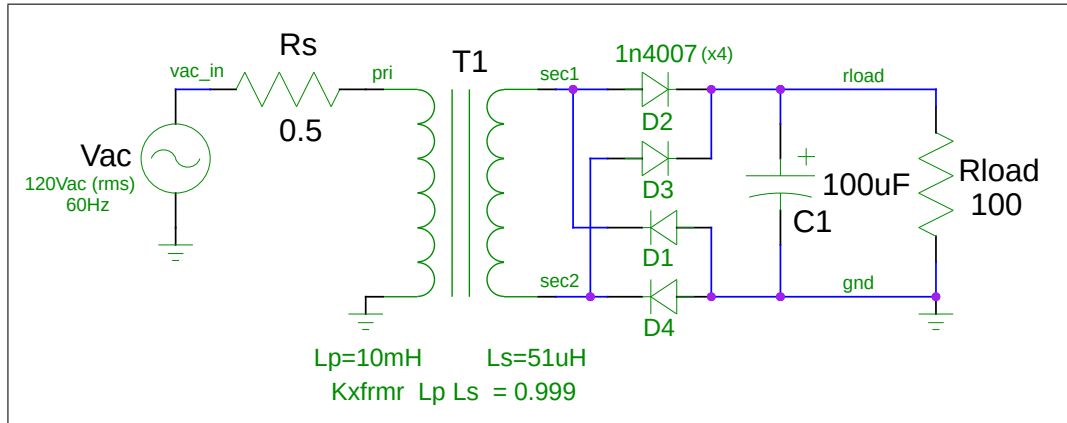 Rs
vac_in
pri
0.5
Vac
120Vac (rms)
60Hz
T1
sec1
sec2
1n4007 (x4)
D2
D3
D1
D4
rload
+
100uF
C1
Rload
100
gnd
Lp=10mH
Ls=51uH
Kxfrmr Lp Ls = 0.999